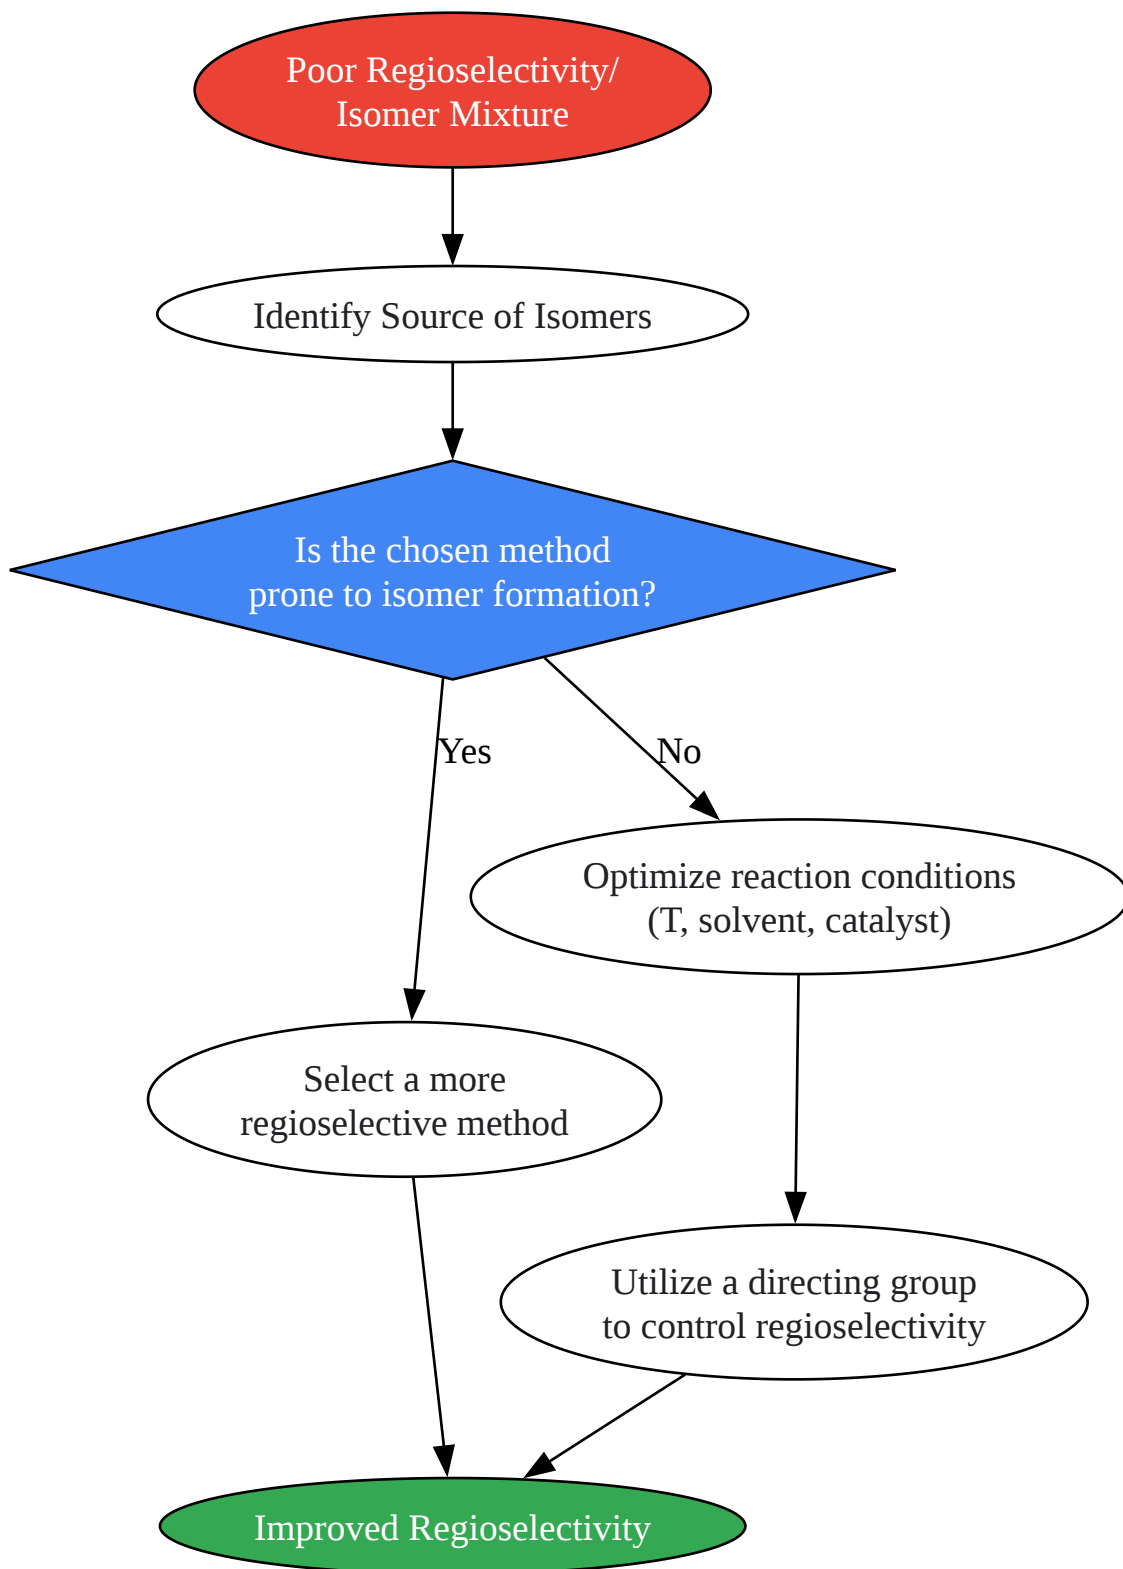 Poor Regioselectivity/
Isomer Mixture
Identify Source of Isomers
Is the chosen method
prone to isomer formation?
Yes
No
Optimize reaction conditions
(T, solvent, catalyst)
Select a more
regioselective method
Utilize a directing group
to control regioselectivity
Improved Regioselectivity